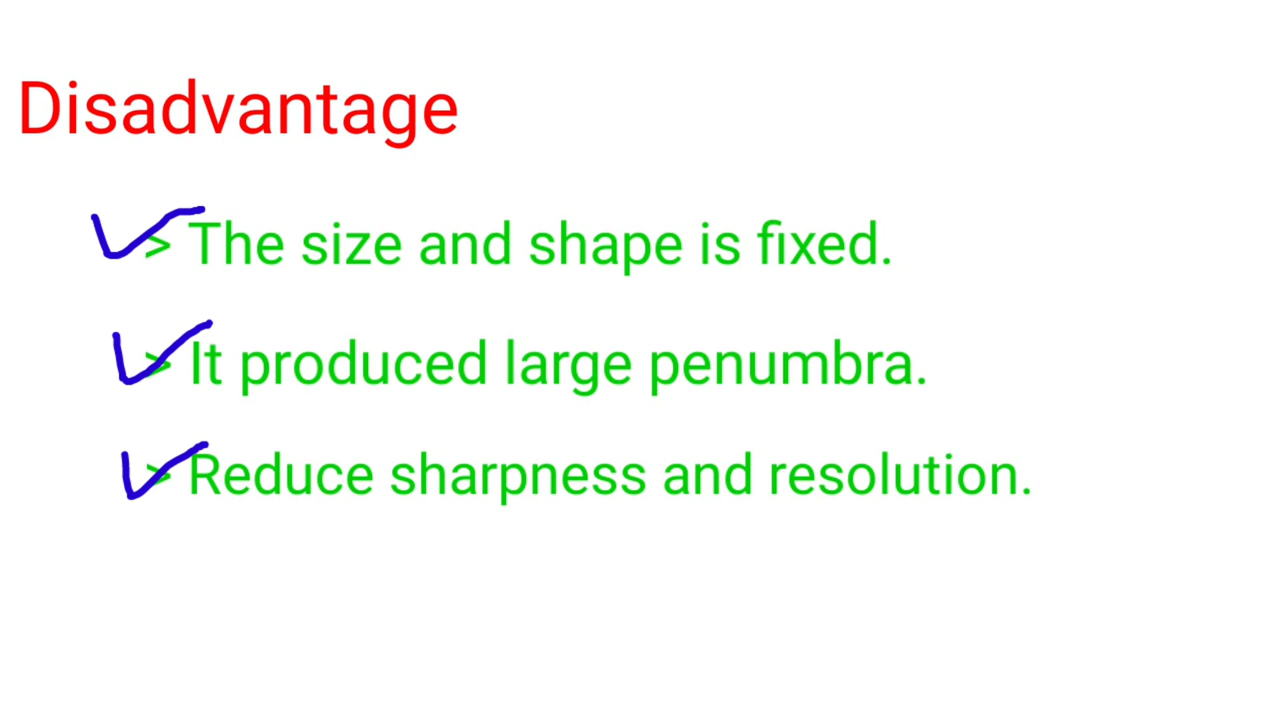 Disadvantage
> The size and shape is fixed.
> It produced large penumbra.
> Reduce sharpness and resolution.